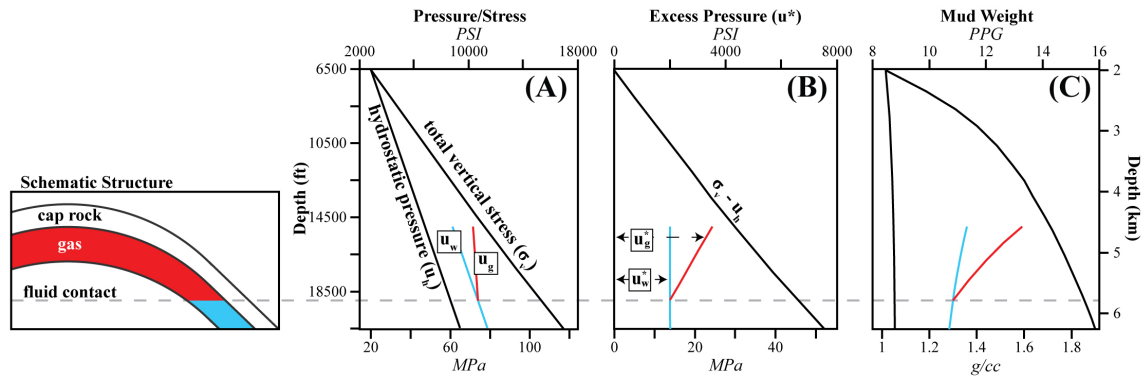 Schematic Structure
cap rock
gas
fluid contact
Pressure/Stress
PSI
2000 10000 18000
(A)
Depth (ft)
6500
10500
14500
18500
hydrostatic pressure (uh)
total vertical stress (σv)
uw
ug
20 60 100
MPa
Excess Pressure (u*)
PSI
0 4000 8000
(B)
σv - uh
u*g
u*w
0 20 40
MPa
Mud Weight
PPG
8 10 12 14 16
(C)
2
3
4
5
6
Depth (km)
1 1.2 1.4 1.6 1.8
g/cc